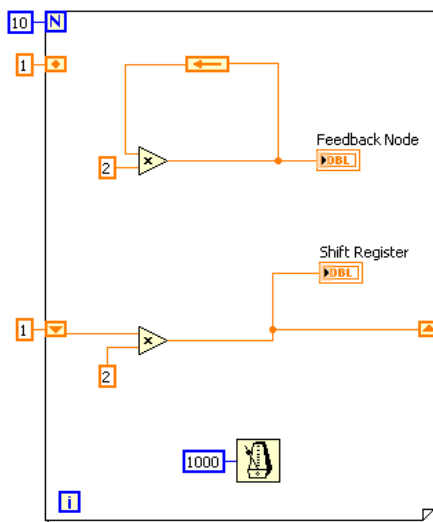 10 N
1
Feedback Node
2 × DBL
Shift Register
DBL
1
×
2
1000
i